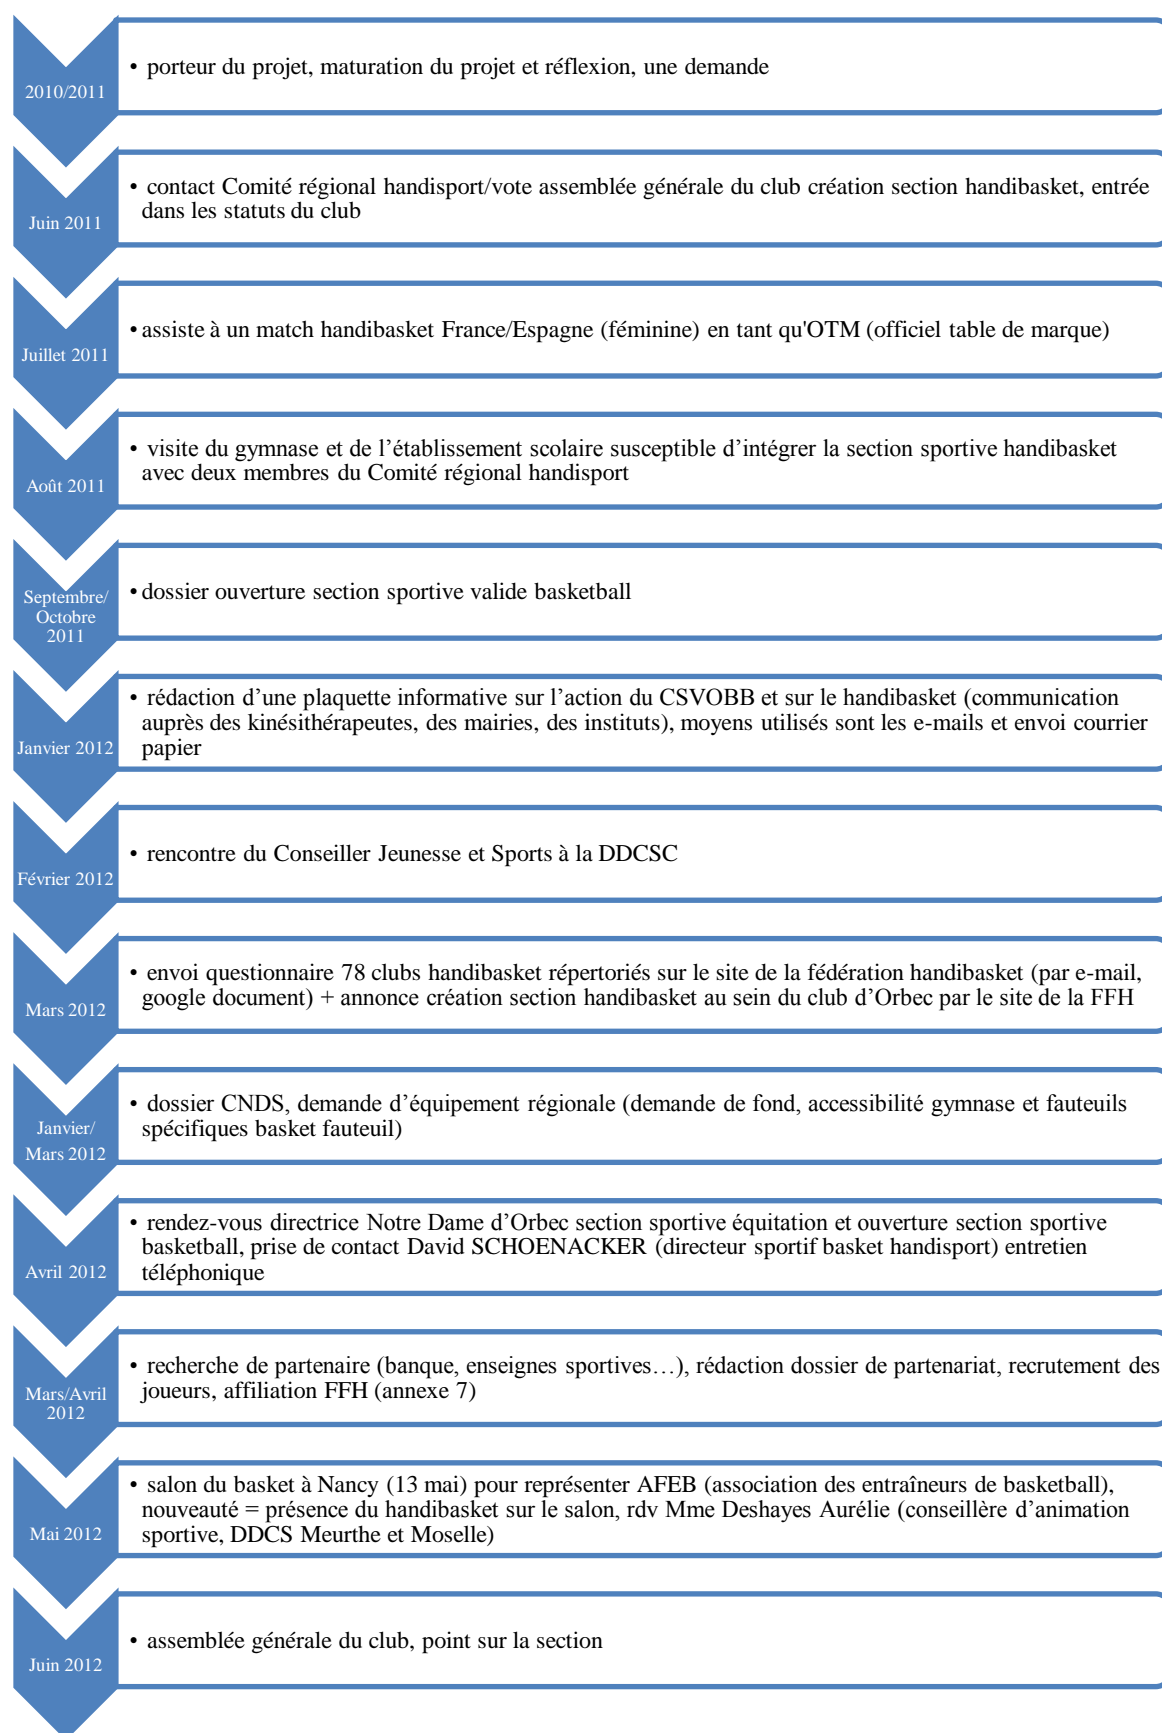 2010/2011
• porteur du projet, maturation du projet et réflexion, une demande
Juin 2011
• contact Comité régional handisport/vote assemblée générale du club création section handibasket, entrée
dans les statuts du club
Juillet 2011
• assiste à un match handibasket France/Espagne (féminine) en tant qu'OTM (officiel table de marque)
Août 2011
• visite du gymnase et de l’établissement scolaire susceptible d’intégrer la section sportive handibasket
avec deux membres du Comité régional handisport
Septembre/
Octobre
2011
• dossier ouverture section sportive valide basketball
Janvier 2012
• rédaction d’une plaquette informative sur l’action du CSVOBB et sur le handibasket (communication
auprès des kinésithérapeutes, des mairies, des instituts), moyens utilisés sont les e-mails et envoi courrier
papier
Février 2012
• rencontre du Conseiller Jeunesse et Sports à la DDCSC
Mars 2012
• envoi questionnaire 78 clubs handibasket répertoriés sur le site de la fédération handibasket (par e-mail,
google document) + annonce création section handibasket au sein du club d’Orbec par le site de la FFH
Janvier/
Mars 2012
• dossier CNDS, demande d’équipement régionale (demande de fond, accessibilité gymnase et fauteuils
spécifiques basket fauteuil)
Avril 2012
• rendez-vous directrice Notre Dame d’Orbec section sportive équitation et ouverture section sportive
basketball, prise de contact David SCHOENACKER (directeur sportif basket handisport) entretien
téléphonique
Mars/Avril
2012
• recherche de partenaire (banque, enseignes sportives…), rédaction dossier de partenariat, recrutement des
joueurs, affiliation FFH (annexe 7)
Mai 2012
• salon du basket à Nancy (13 mai) pour représenter AFEB (association des entraîneurs de basketball),
nouveauté = présence du handibasket sur le salon, rdv Mme Deshayes Aurélie (conseillère d’animation
sportive, DDCS Meurthe et Moselle)
Juin 2012
• assemblée générale du club, point sur la section